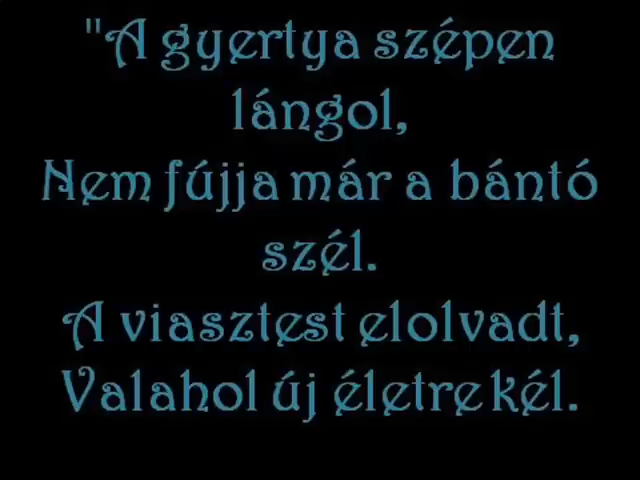 "A gyertya szépen
lángol,
Nem fújja már a bántó
szél.
A viasztest elolvadt,
Valahol új életre kél.